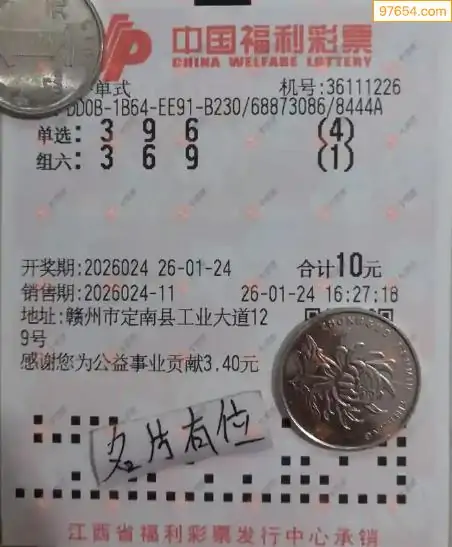 97654.com
中国福利彩票
CHINA WELFARE LOTTERY
单式 机号:36111226
DD0B-1B64-EE91-B230/68873086/8444A
单选: 3 9 6 (4)
组六: 3 6 9 (1)
开奖期:2026024 26-01-24 合计10元
销售期:2026024-11 26-01-24 16:27:18
地址:赣州市定南县工业大道12
9号
感谢您为公益事业贡献3.40元
名片有位
江西省福利彩票发行中心承销